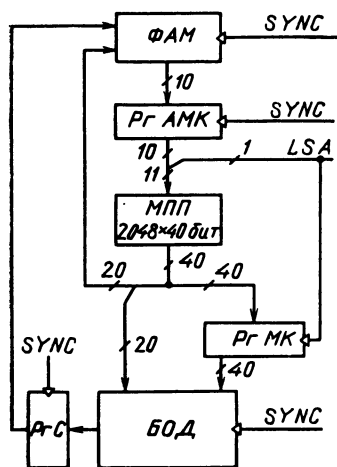 ФАМ
SYNC
10
Рг АМК
SYNC
10
11
1
LSA
МПП
2048×40 бит
40
20
40
20
SYNC
Рг МК
40
РгС
БОД
SYNC